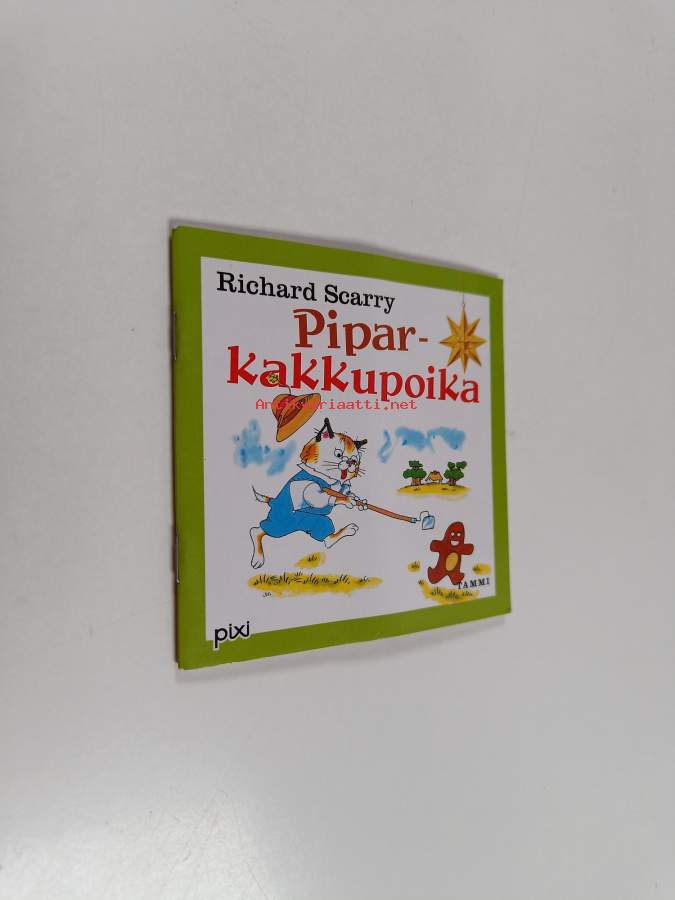 Richard Scarry
Pipar-
kakkupoika
Antikvariaatti.net
TAMMI
pixi